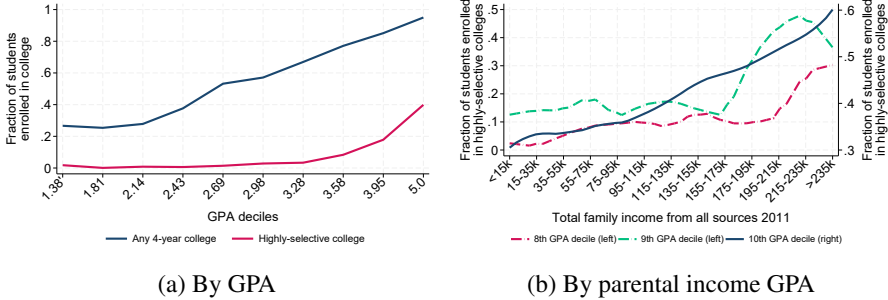 Fraction of students
enrolled in college
1
.8
.6
.4
.2
0
1.38
1.81
2.14
2.43
2.69
2.98
3.28
3.58
3.95
5.0
GPA deciles
Any 4-year college
Highly-selective college
(a) By GPA
Fraction of students enrolled
in highly-selective colleges
.5
.4
.3
.2
.1
0
.6
.5
.4
.3
Fraction of students enrolled
in highly-selective colleges
<15k
15-35k
35-55k
55-75k
75-95k
95-115k
115-135k
135-155k
155-175k
175-195k
195-215k
215-235k
>235k
Total family income from all sources 2011
8th GPA decile (left)
9th GPA decile (left)
10th GPA decile (right)
(b) By parental income GPA